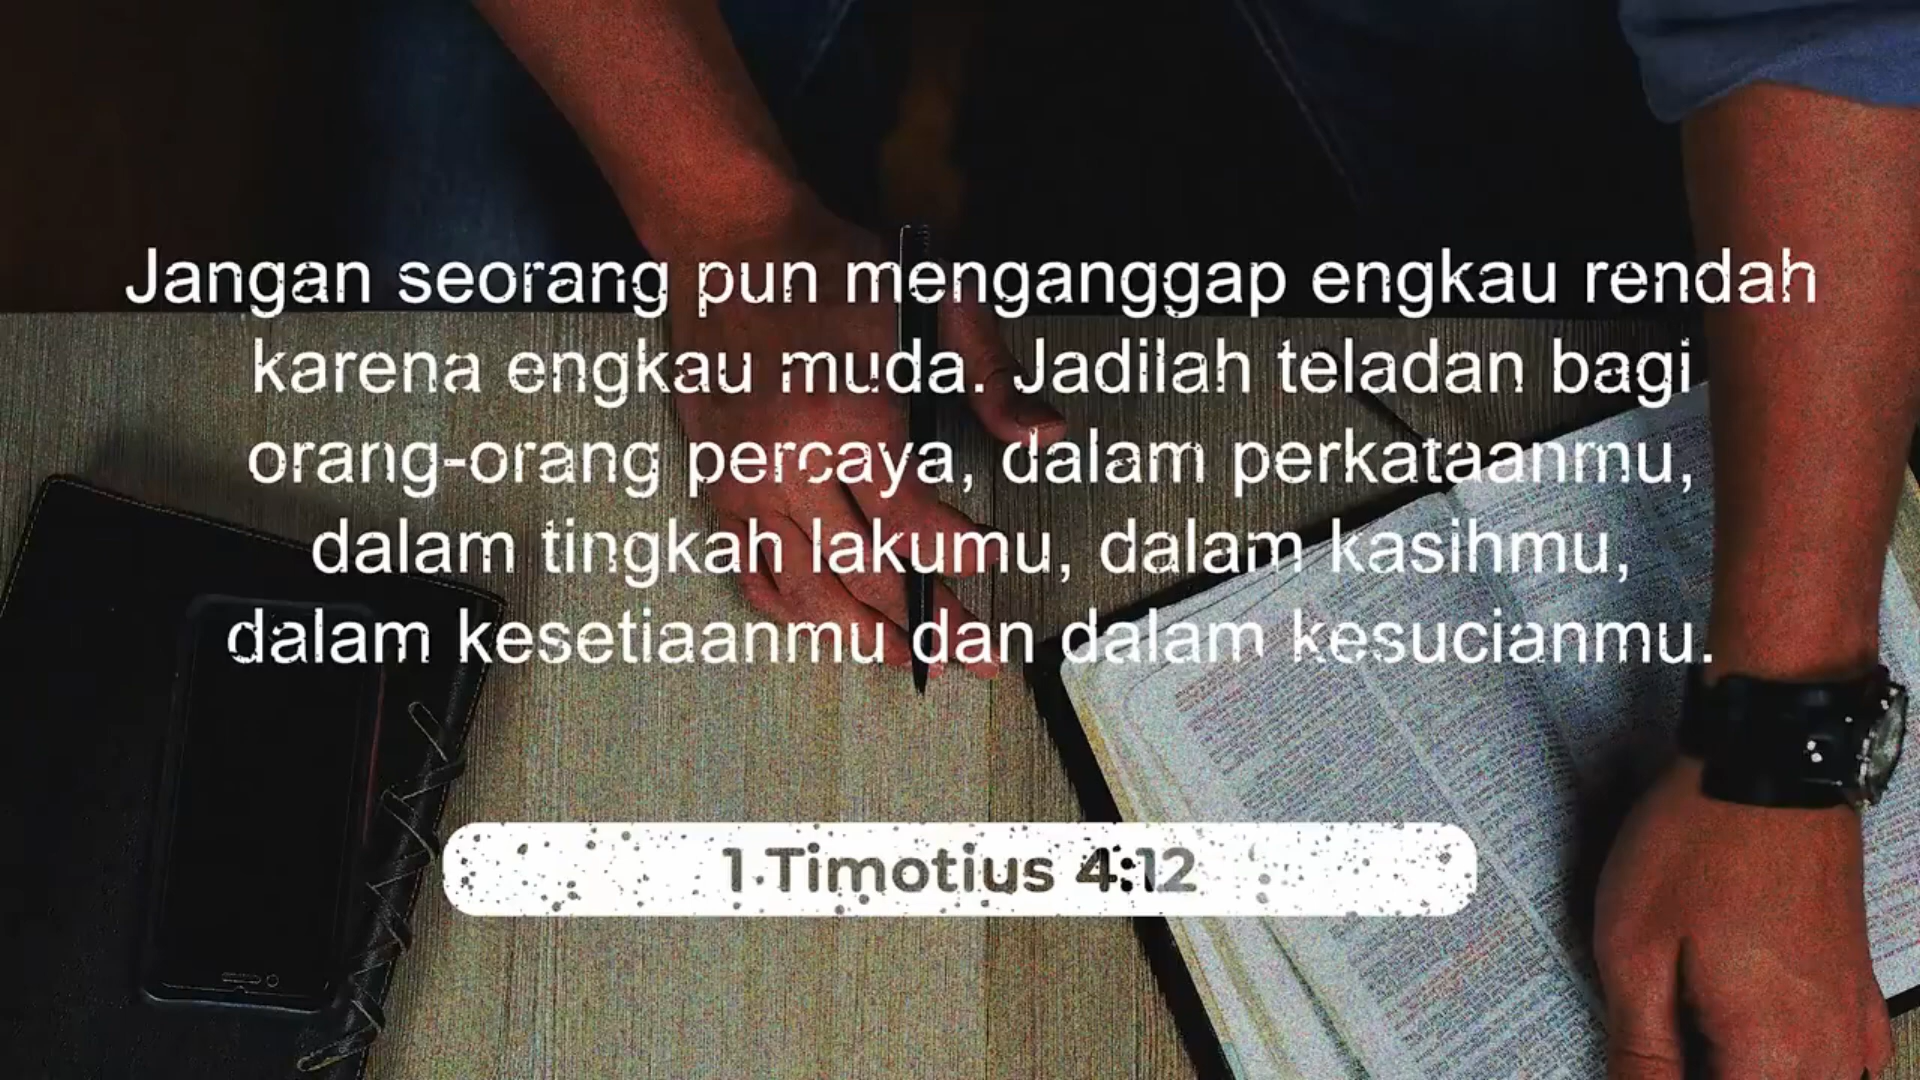 Jangan seorang pun menganggap engkau rendah
karena engkau muda. Jadilah teladan bagi
orang-orang percaya, dalam perkataanmu,
dalam tingkah lakumu, dalam kasihmu,
dalam kesetiaanmu dan dalam kesucianmu.
1 Timotius 4:12